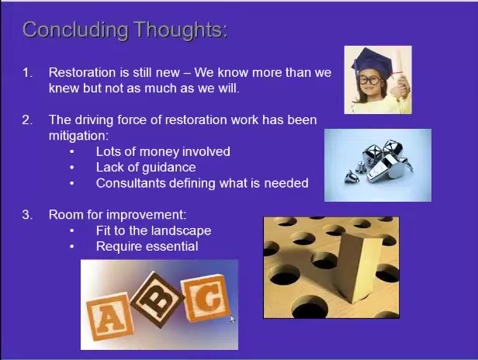 Concluding Thoughts:
1. Restoration is still new – We know more than we
knew but not as much as we will.
2. The driving force of restoration work has been
mitigation:
• Lots of money involved
• Lack of guidance
• Consultants defining what is needed
3. Room for improvement:
• Fit to the landscape
• Require essential
A B C